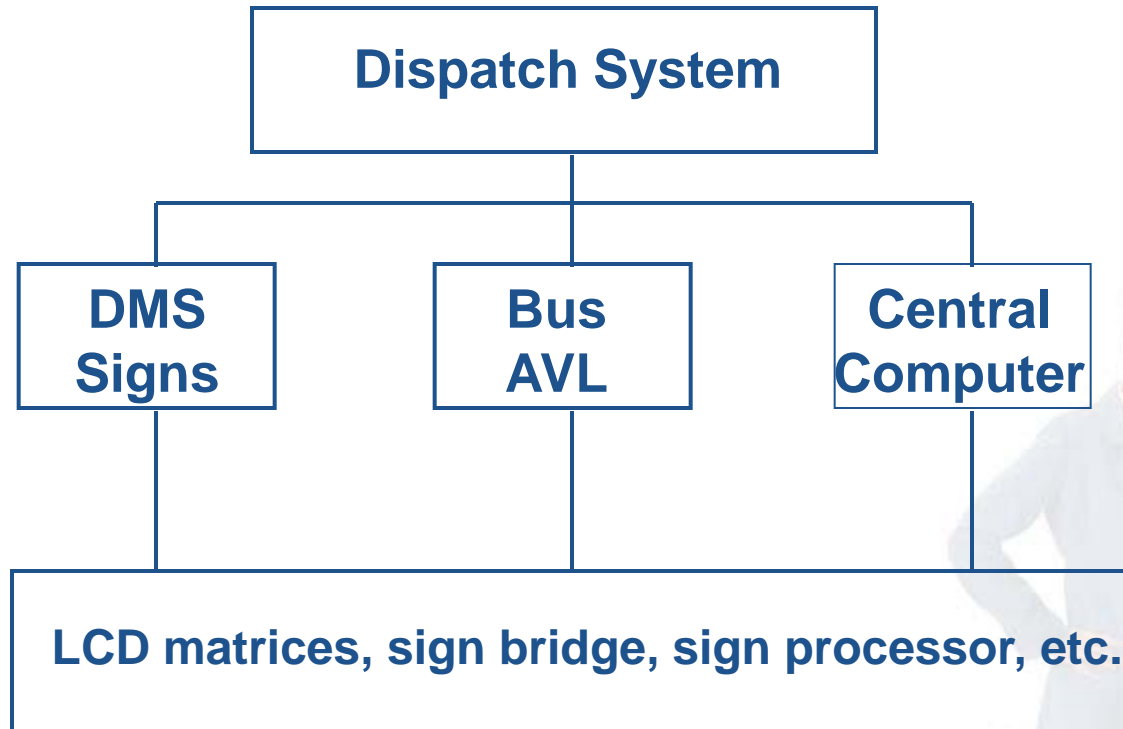 Dispatch System
DMS
Signs
Bus
AVL
Central
Computer
LCD matrices, sign bridge, sign processor, etc.